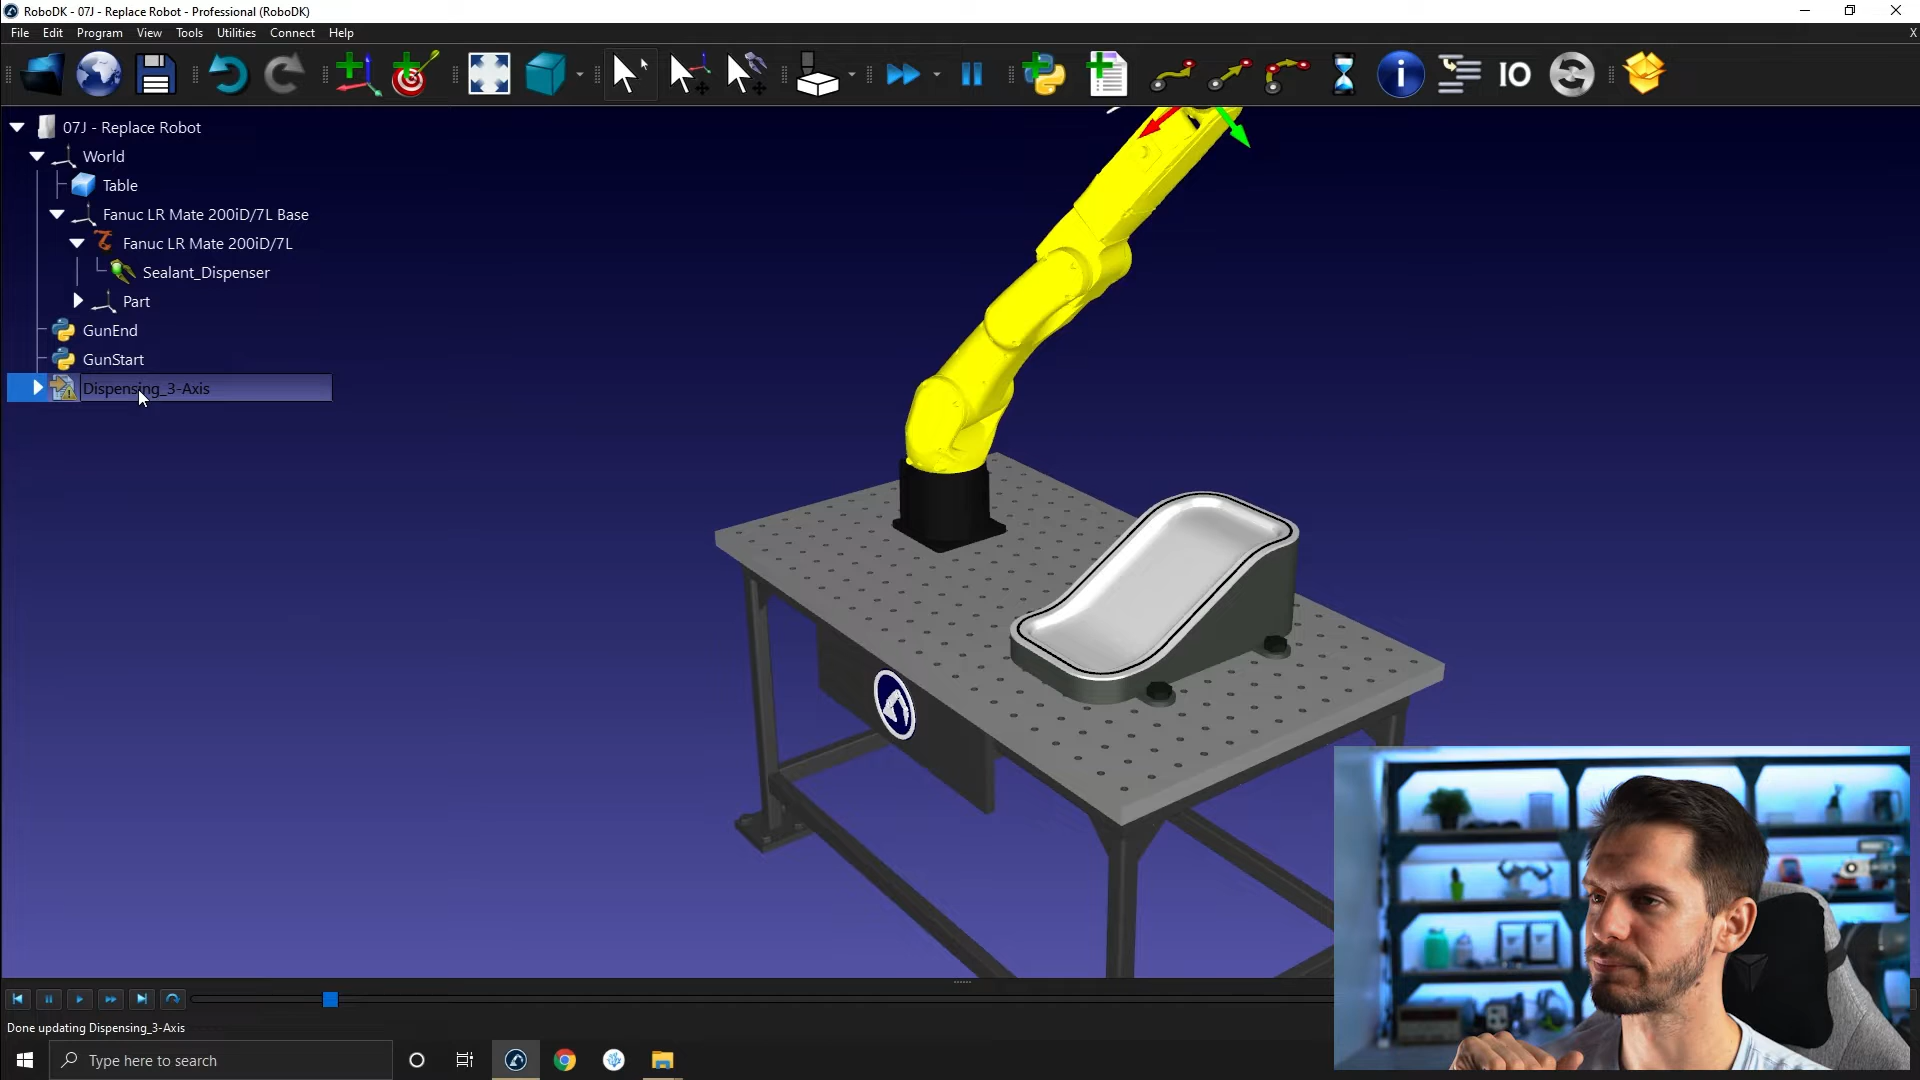 RoboDK - 07J - Replace Robot - Professional (RoboDK)
File Edit Program View Tools Utilities Connect Help
X
IO
07J - Replace Robot
World
Table
Fanuc LR Mate 200iD/7L Base
Fanuc LR Mate 200iD/7L
Sealant_Dispenser
Part
GunEnd
GunStart
Dispensing_3-Axis
Done updating Dispensing_3-Axis
Type here to search